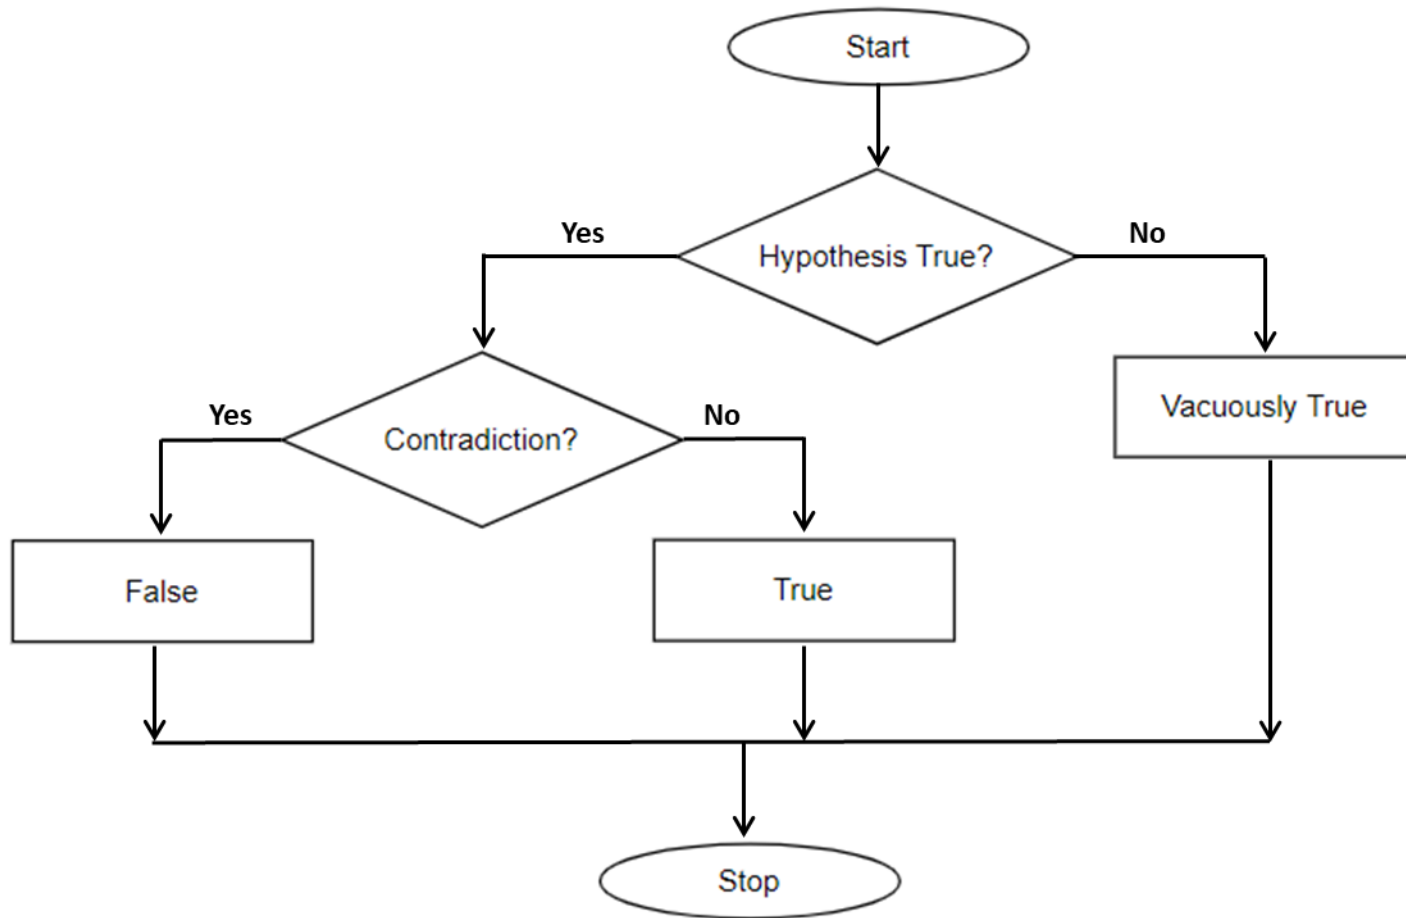 Start
Yes
No
Hypothesis True?
Yes
No
Contradiction?
Vacuously True
False
True
Stop